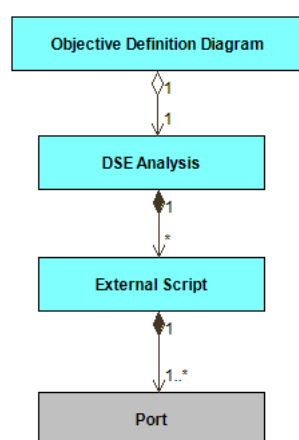 Objective Definition Diagram
1
1
DSE Analysis
1
*
External Script
1
1..*
Port